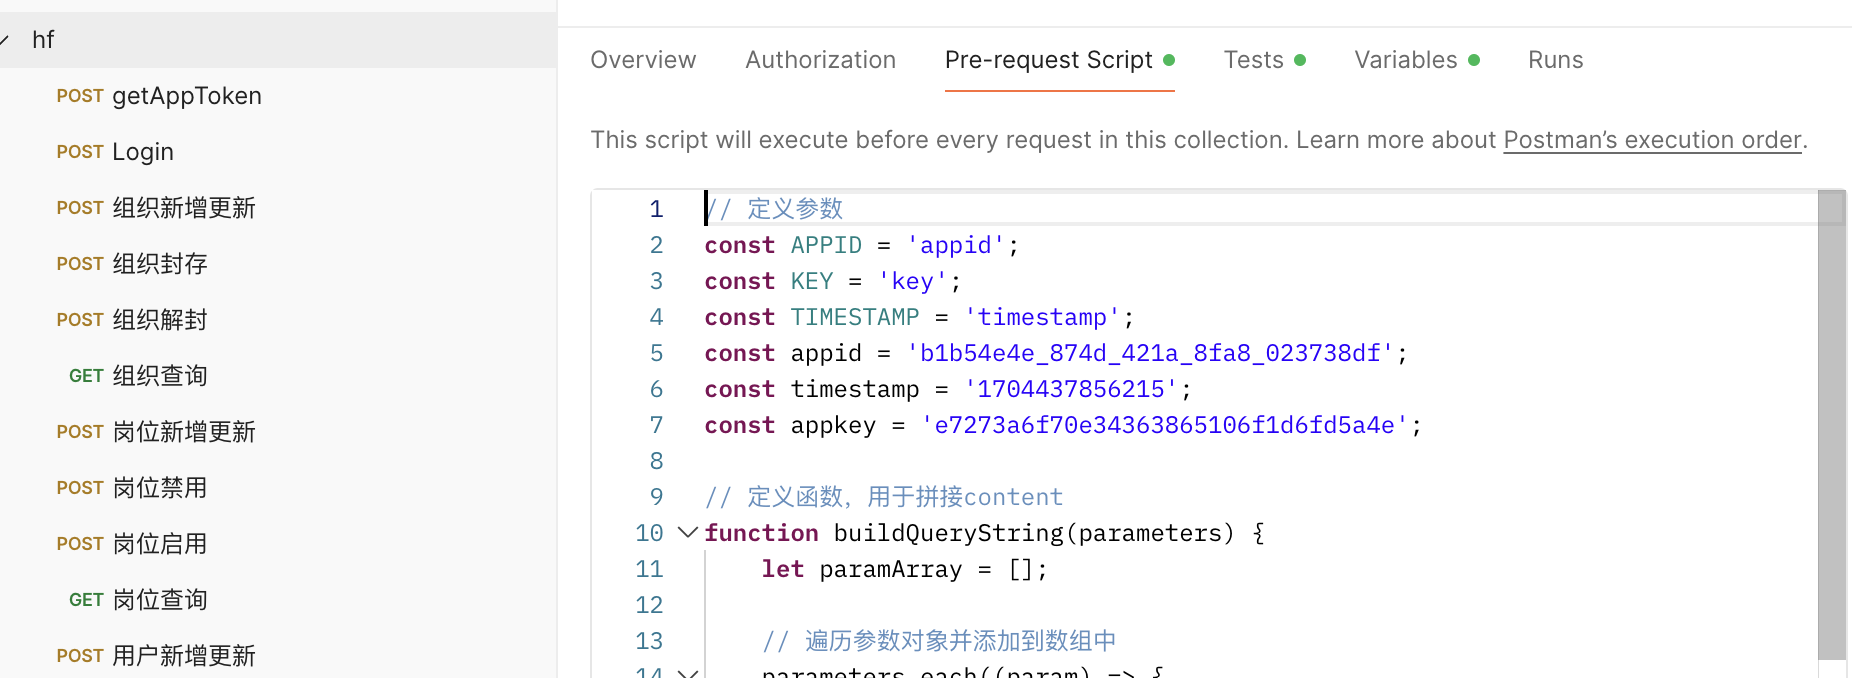 hf
POST getAppToken
POST Login
POST 组织新增更新
POST 组织封存
POST 组织解封
GET 组织查询
POST 岗位新增更新
POST 岗位禁用
POST 岗位启用
GET 岗位查询
POST 用户新增更新
Overview Authorization Pre-request Script Tests Variables Runs
This script will execute before every request in this collection. Learn more about Postman’s execution order.
1 // 定义参数
2 const APPID = 'appid';
3 const KEY = 'key';
4 const TIMESTAMP = 'timestamp';
5 const appid = 'b1b54e4e_874d_421a_8fa8_023738df';
6 const timestamp = '1704437856215';
7 const appkey = 'e7273a6f70e34363865106f1d6fd5a4e';
8
9 // 定义函数，用于拼接content
10 function buildQueryString(parameters) {
11 let paramArray = [];
12
13 // 遍历参数对象并添加到数组中
14 parameters.each((param) => {